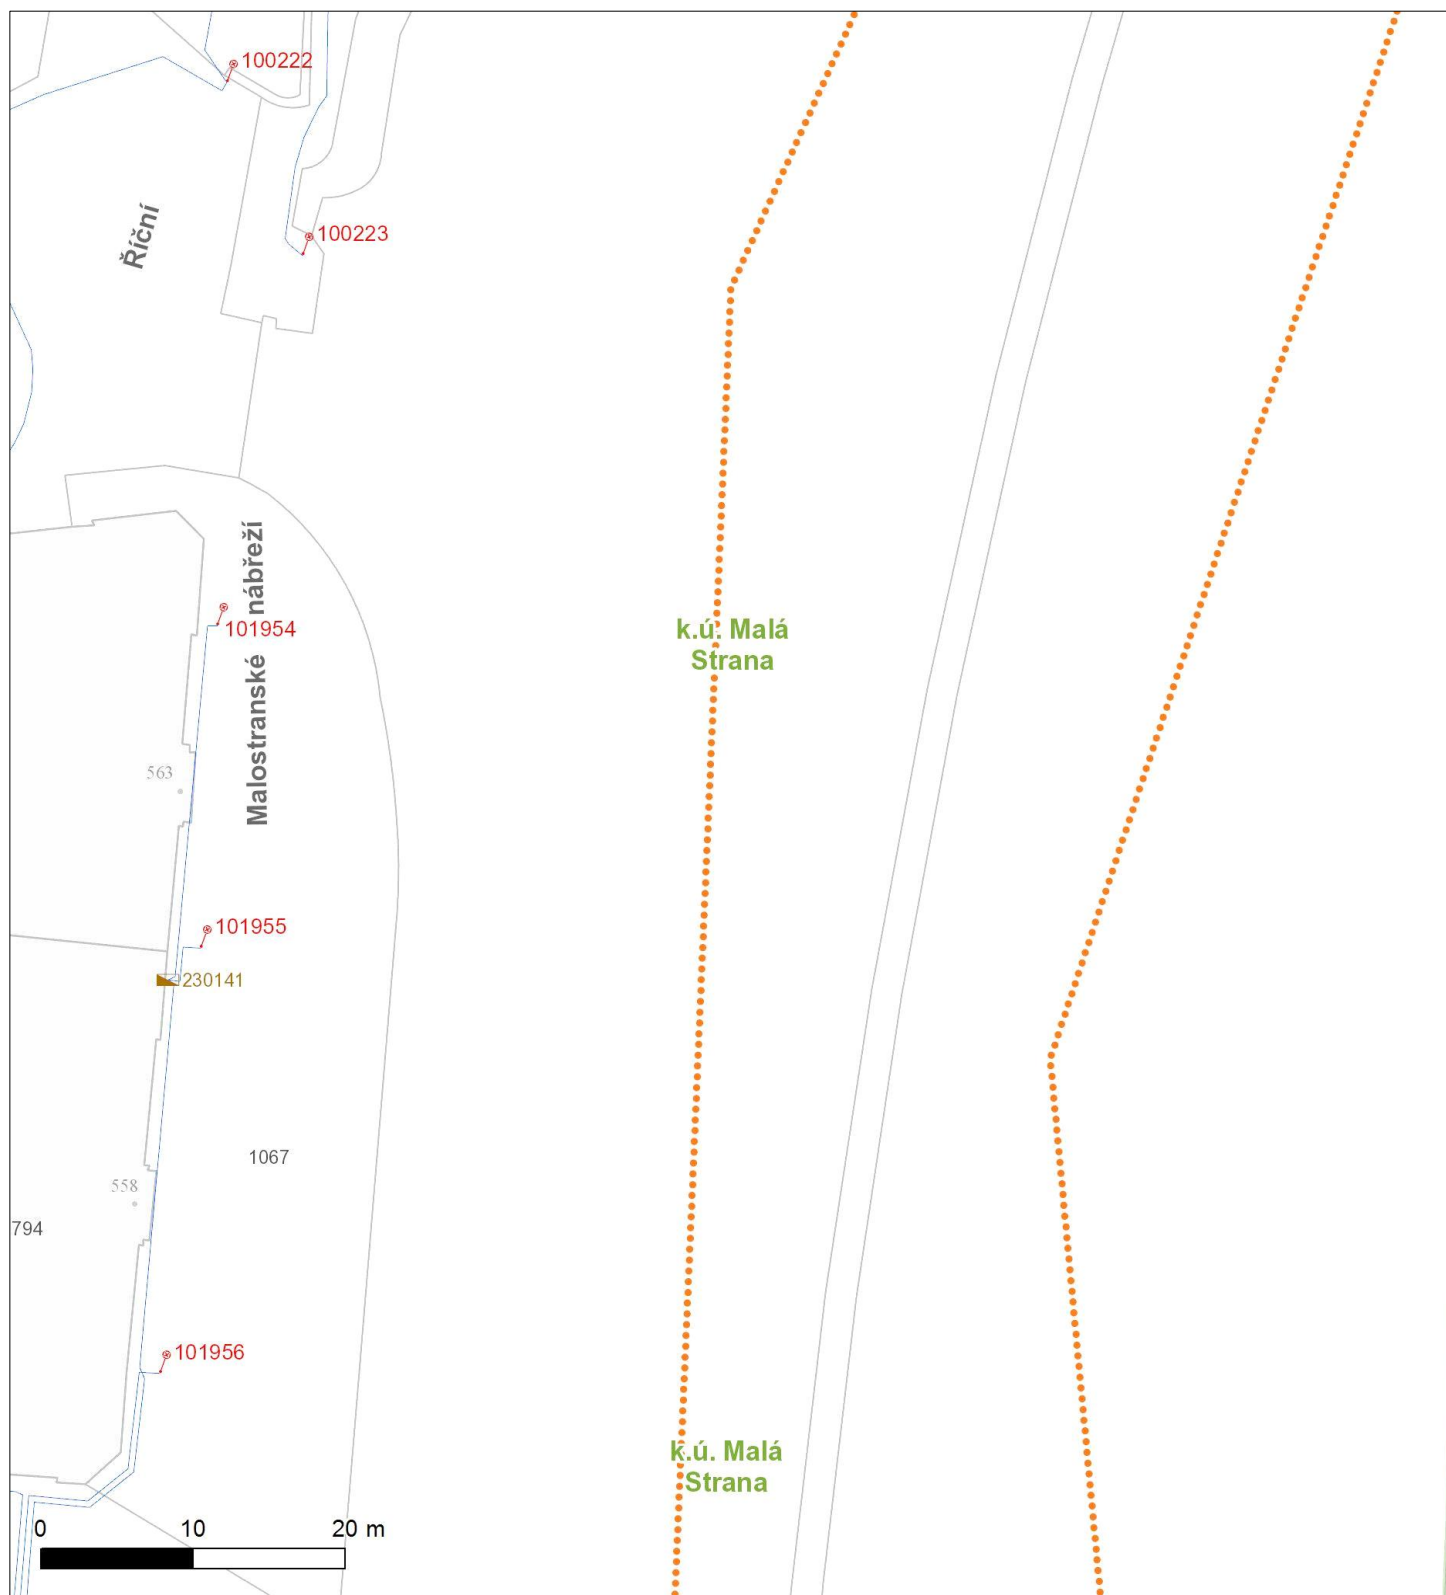 100222
Říční
100223
k.ú. Malá
Strana
Malostranské nábřeží
101954
563
101955
230141
1067
558
794
101956
k.ú. Malá
Strana
0 10 20 m